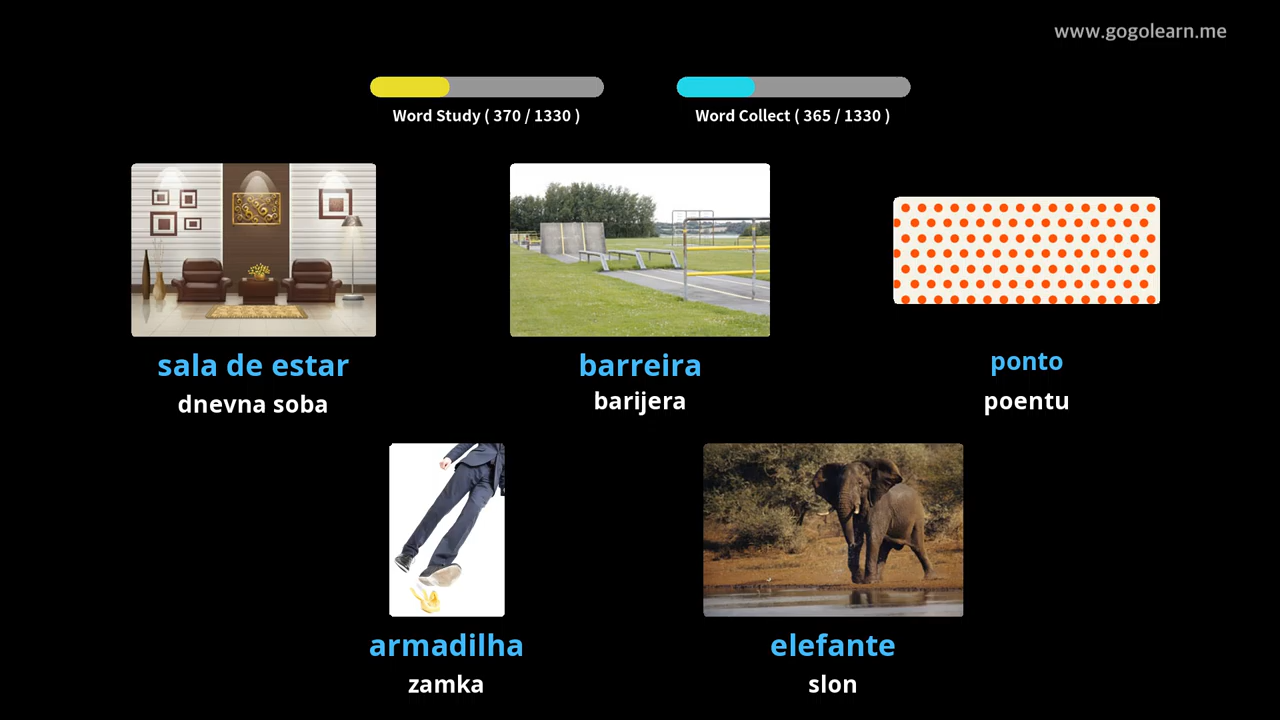 www.gogolearn.me
Word Study ( 370 / 1330 )
Word Collect ( 365 / 1330 )
sala de estar
dnevna soba
barreira
barijera
ponto
poentu
armadilha
zamka
elefante
slon